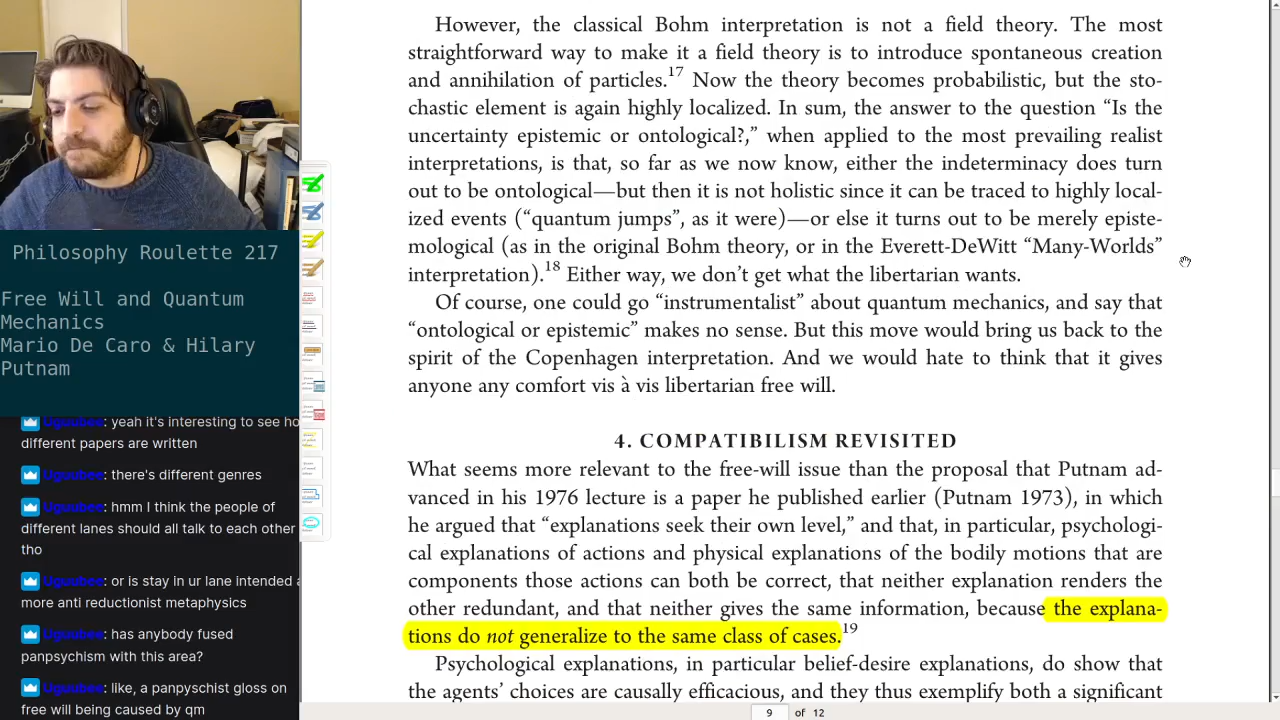 However, the classical Bohm interpretation is not a field theory. The most
straightforward way to make it a field theory is to introduce spontaneous creation
and annihilation of particles.17 Now the theory becomes probabilistic, but the sto-
chastic element is again highly localized. In sum, the answer to the question “Is the
uncertainty epistemic or ontological?,” when applied to the most prevailing realist
interpretations, is that, so far as we now know, either the indeterminacy does turn
out to be ontological—but then it is not holistic since it can be traced to highly local-
ized events (“quantum jumps”, as it were)—or else it turns out to be merely episte-
mological (as in the original Bohm theory, or in the Everett-DeWitt “Many-Worlds”
interpretation).18 Either way we don’t get what the libertarian wants.
Of course, one could go “instrumentalist” about quantum mechanics, and say that
“ontological or epistemic” makes no sense. But this move would turn us back to the
spirit of the Copenhagen interpretation. And we would hate to think that it gives
anyone any comfort vis à vis libertarian free will.
4. COMPATIBILISM REVISITED
What seems more relevant to the free-will issue than the proposal that Putnam ad-
vanced in his 1978 lecture is a paper he published earlier (Putnam 1973), in which
he argued that “explanations seek their own level,” and that, in particular, psychologi-
cal explanations of actions and physical explanations of the bodily motions that are
components those actions can both be correct, that neither explanation renders the
other redundant, and that neither gives the same information, because the explana-
tions do not generalize to the same class of cases.19
Psychological explanations, in particular belief-desire explanations, do show that
the agents choices are causally efficacious, and they thus exemplify both a significant
9 of 12
Philosophy Roulette 217
Free Will and Quantum
Mechanics
Mario De Caro & Hilary
Putnam
Uguubee: yeah it's interesting to see ho
different papers are written
Uguubee: there's different genres
Uguubee: hmm I think the people of
different lanes should all talk to each other
tho
Uguubee: or is stay in ur lane intended a
more anti reductionist metaphysics
Uguubee: has anybody fused
panpsychism with this area?
Uguubee: like, a panpyschist gloss on
free will being caused by qm